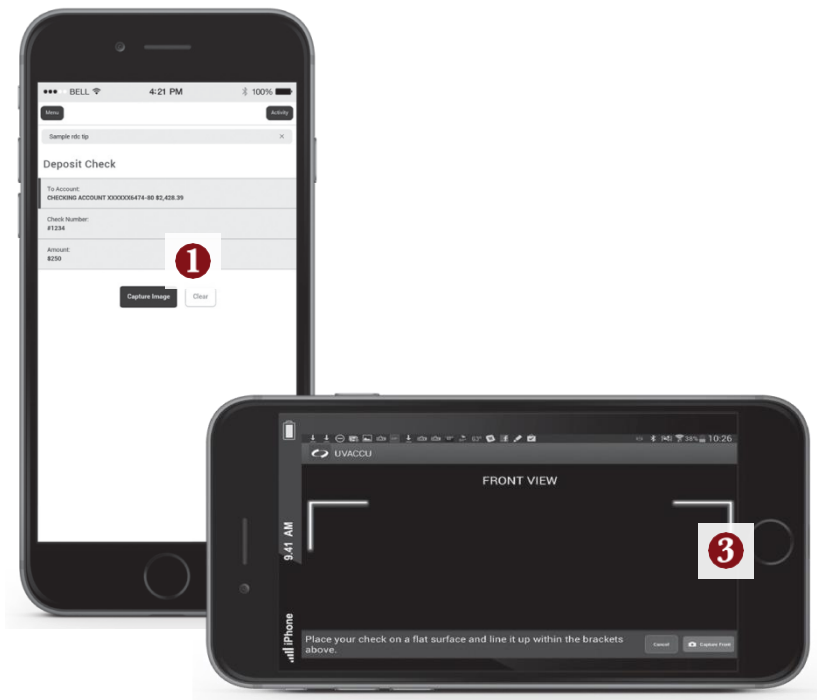 BELL 4:21 PM 100%
Menu Activity
Sample rdc tip ×
Deposit Check
To Account:
CHECKING ACCOUNT XXXXXX6474-80 $2,428.39
Check Number:
#1234
Amount:
$250
1
Capture Image Clear
63° 38% 10:26
UVACCU
FRONT VIEW
3
Place your check on a flat surface and line it up within the brackets
above.
Cancel Capture Front
9.41 AM
iPhone